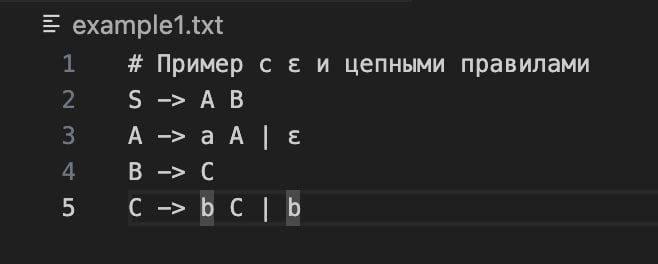 example1.txt
1 # Пример с ε и цепными правилами
2 S -> A B
3 A -> a A | ε
4 B -> C
5 C -> b C | b